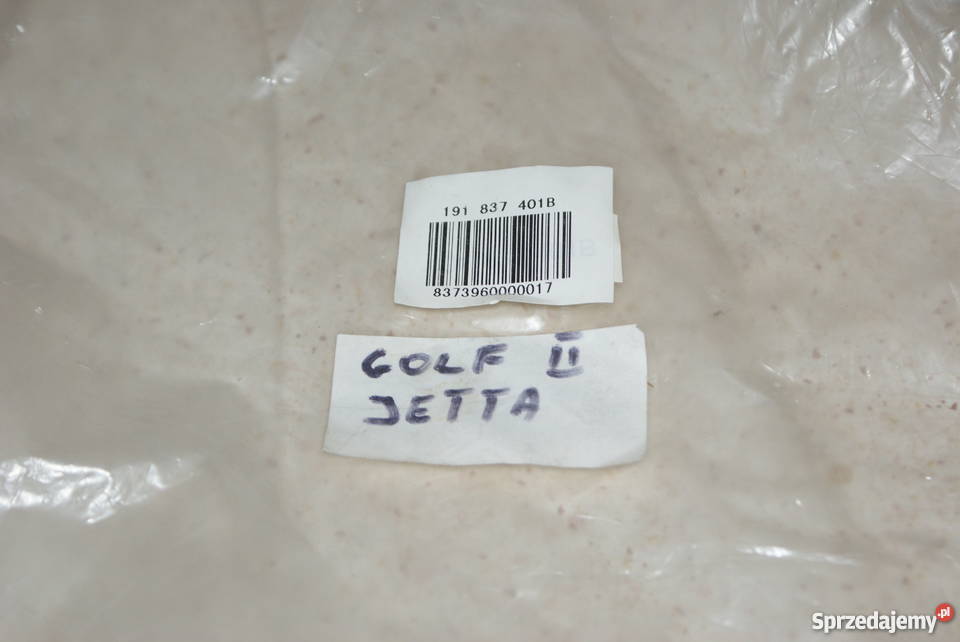 191 837 401B
8373960000017
GOLF II
JETTA
Sprzedajemy.pl